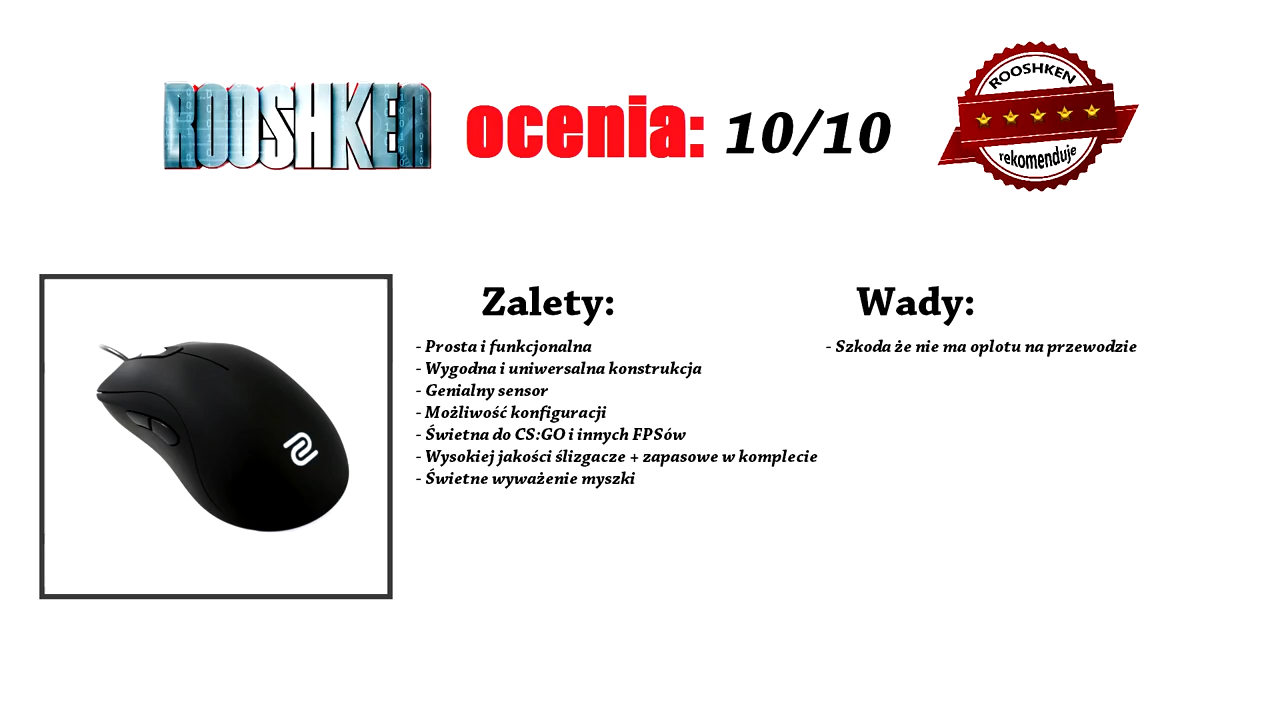 ROOSHKEN ocenia: 10/10
ROOSHKEN
rekomenduje
Zalety:
- Prosta i funkcjonalna
- Wygodna i uniwersalna konstrukcja
- Genialny sensor
- Możliwość konfiguracji
- Świetna do CS:GO i innych FPSów
- Wysokiej jakości ślizgacze + zapasowe w komplecie
- Świetne wyważenie myszki
Wady:
- Szkoda że nie ma oplotu na przewodzie